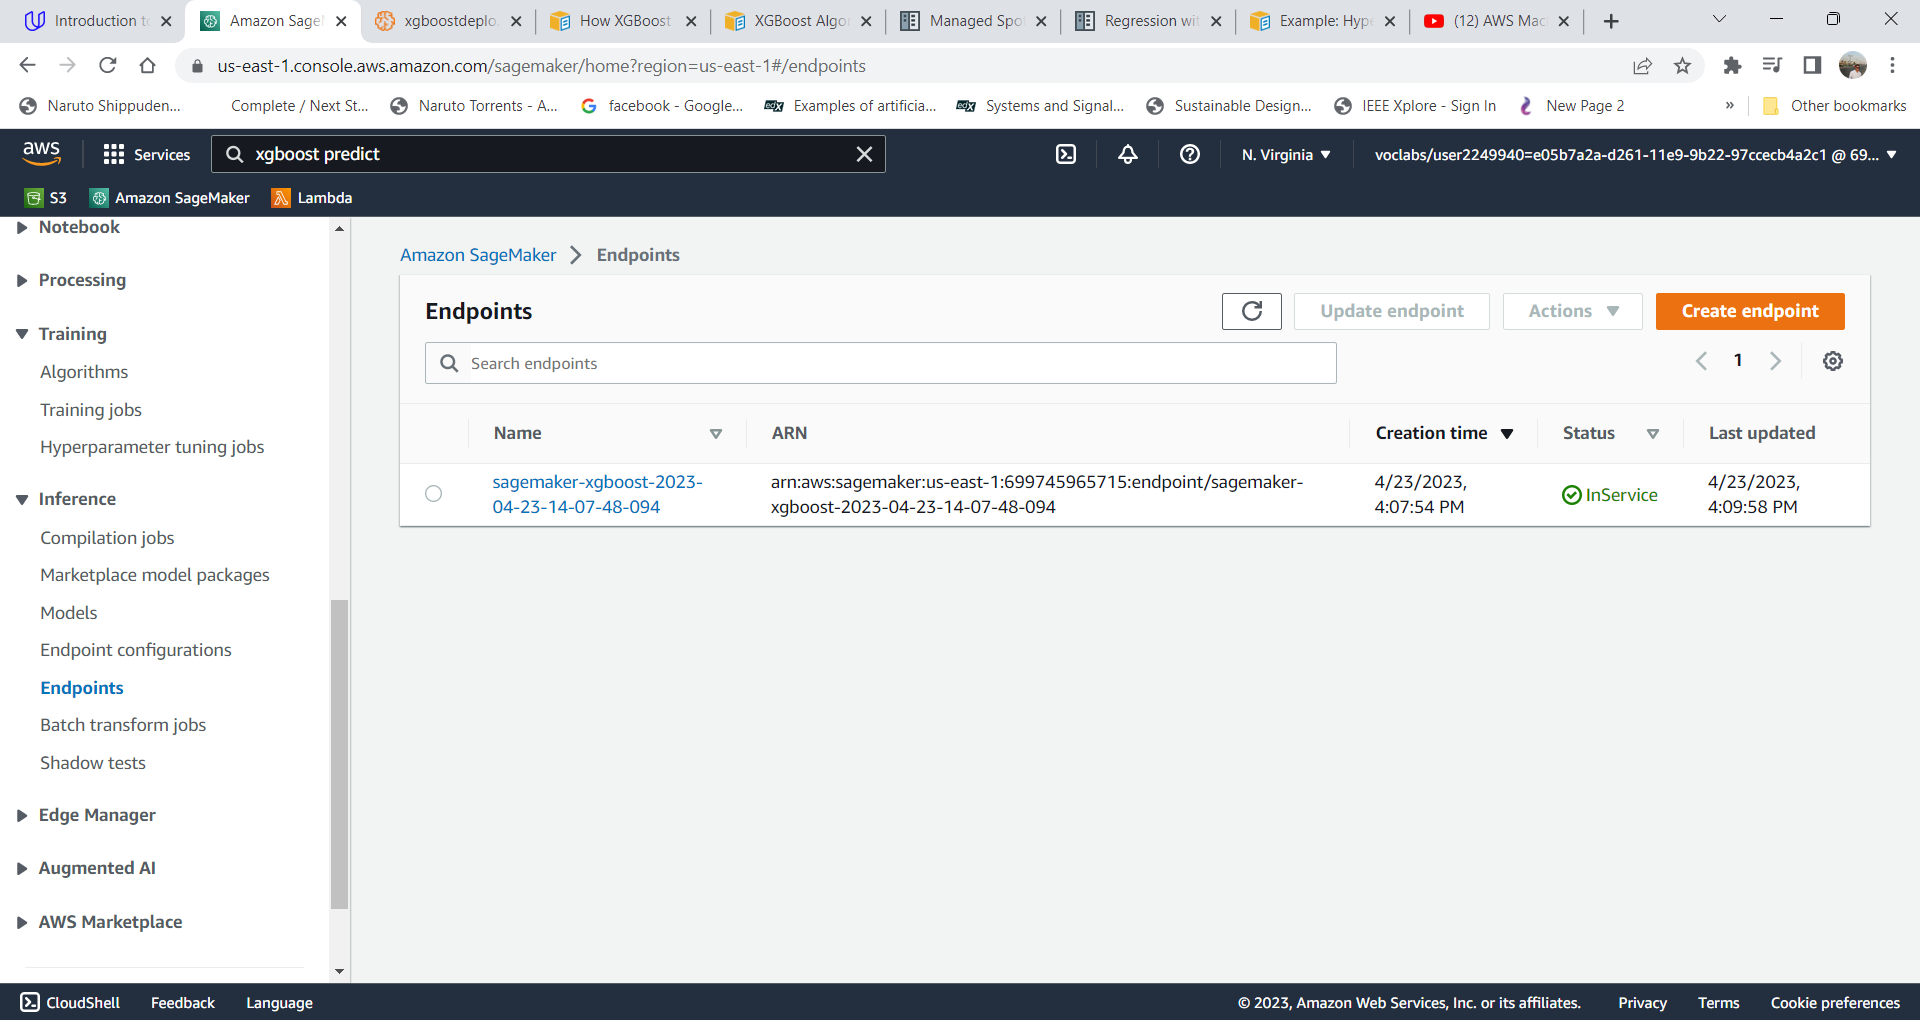 Introduction t
Amazon Sage
xgboostdeplo
How XGBoost
XGBoost Algo
Managed Spo
Regression wi
Example: Hyp
(12) AWS Mac
us-east-1.console.aws.amazon.com/sagemaker/home?region=us-east-1#/endpoints
Naruto Shippuden...
Complete / Next St...
Naruto Torrents - A...
facebook - Google...
edX
Examples of artificia...
edX
Systems and Signal...
Sustainable Design...
IEEE Xplore - Sign In
New Page 2
»
Other bookmarks
aws
Services
xgboost predict
N. Virginia
voclabs/user2249940=e05b7a2a-d261-11e9-9b22-97ccecb4a2c1 @ 69...
S3
Amazon SageMaker
Lambda
Notebook
Processing
Training
Algorithms
Training jobs
Hyperparameter tuning jobs
Inference
Compilation jobs
Marketplace model packages
Models
Endpoint configurations
Endpoints
Batch transform jobs
Shadow tests
Edge Manager
Augmented AI
AWS Marketplace
Amazon SageMaker > Endpoints
Endpoints
Update endpoint
Actions
Create endpoint
Search endpoints
1
Name
ARN
Creation time
Status
Last updated
sagemaker-xgboost-2023-
04-23-14-07-48-094
arn:aws:sagemaker:us-east-1:699745965715:endpoint/sagemaker-
xgboost-2023-04-23-14-07-48-094
4/23/2023,
4:07:54 PM
InService
4/23/2023,
4:09:58 PM
CloudShell
Feedback
Language
© 2023, Amazon Web Services, Inc. or its affiliates.
Privacy
Terms
Cookie preferences